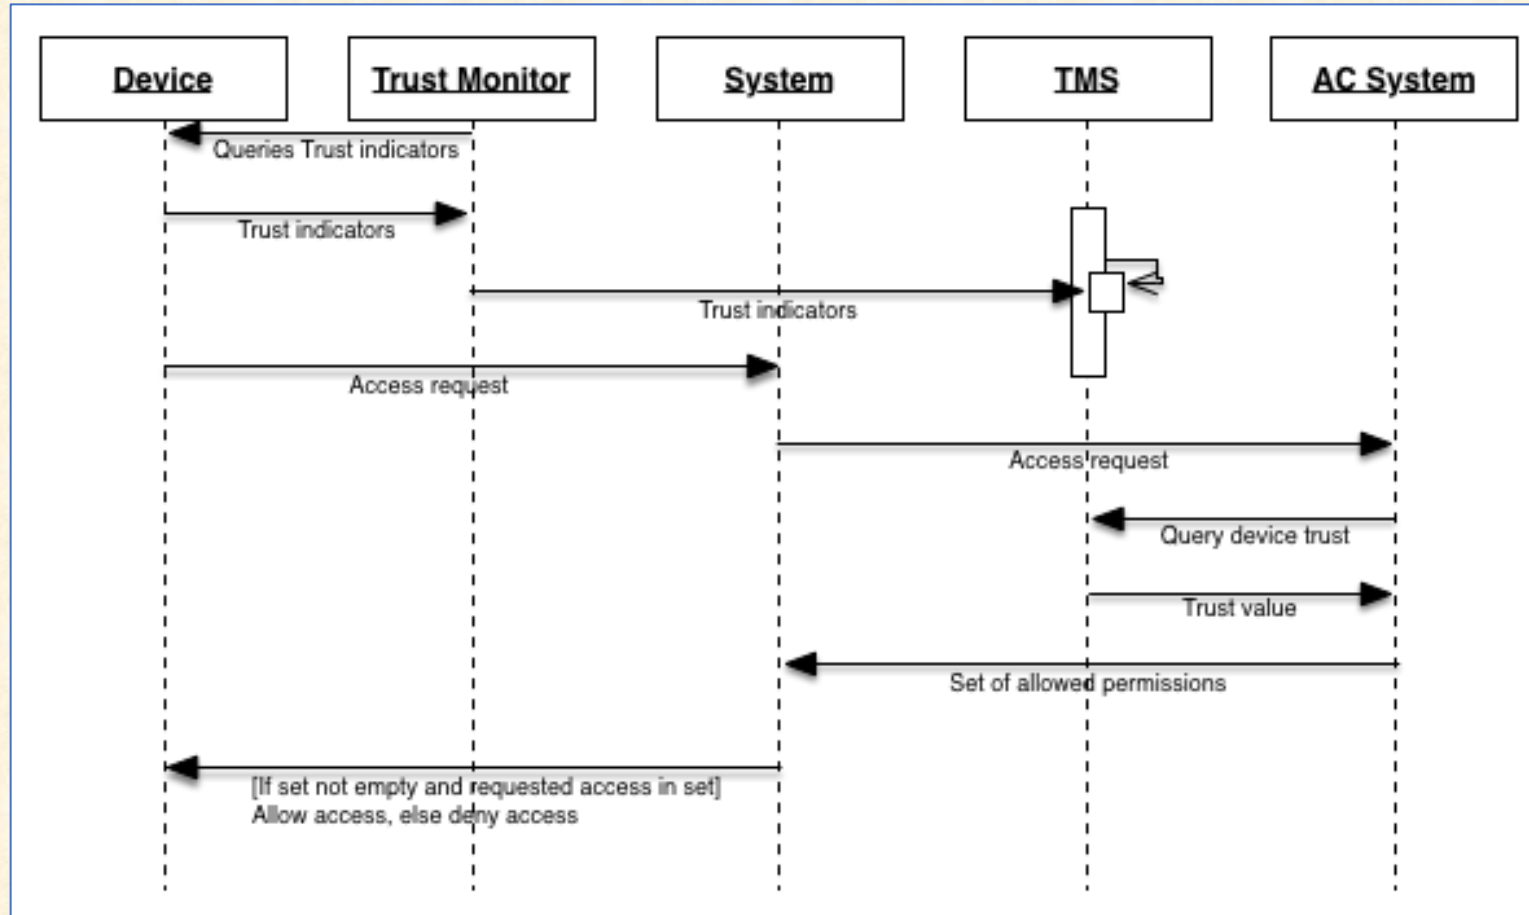 Device
Trust Monitor
System
TMS
AC System
Queries Trust indicators
Trust indicators
Trust indicators
Access request
Access request
Query device trust
Trust value
Set of allowed permissions
[If set not empty and requested access in set]
Allow access, else deny access